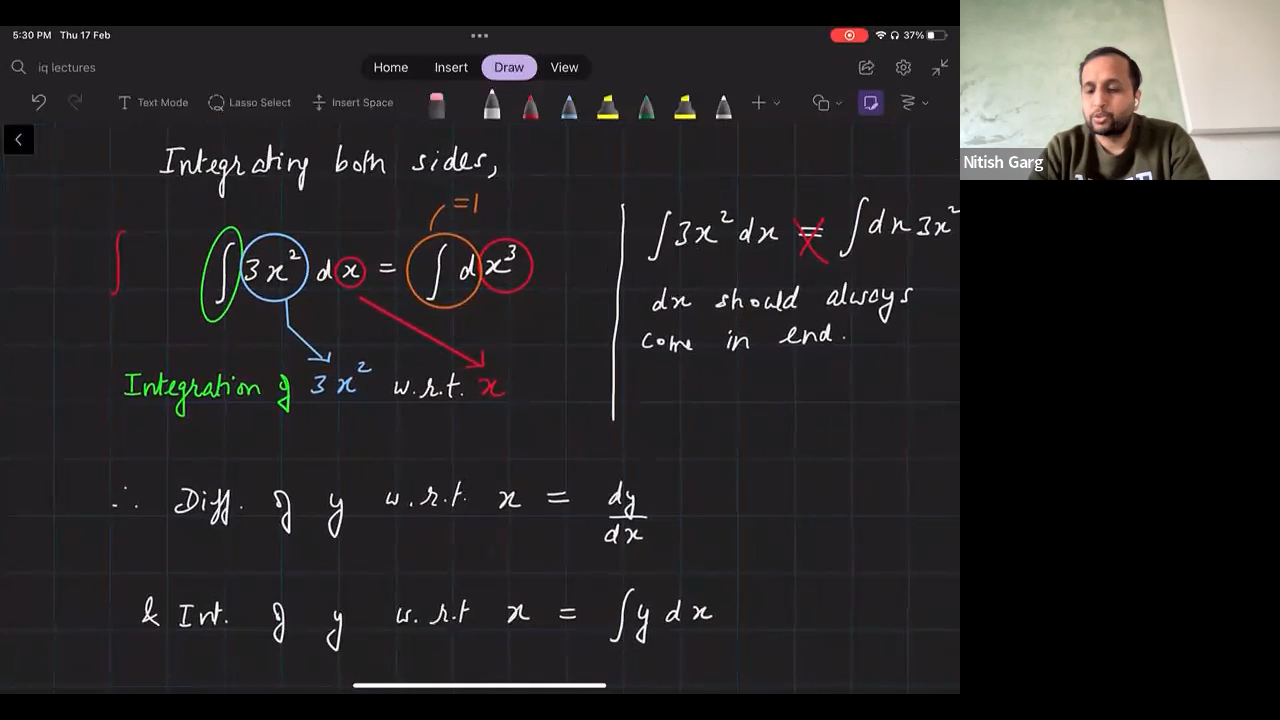 5:30 PM Thu 17 Feb
37%
iq lectures
Home Insert Draw View
Text Mode Lasso Select Insert Space
Nitish Garg
Integrating both sides,
=1
∫ 3x² dx = ∫ d x³
Integration of 3x² w.r.t. x
∫
∫3x² dx = ∫dx 3x²
dx should always
come in end.
∴ Diff. of y w.r.t. x = dy/dx
& Int. of y w.r.t x = ∫y dx